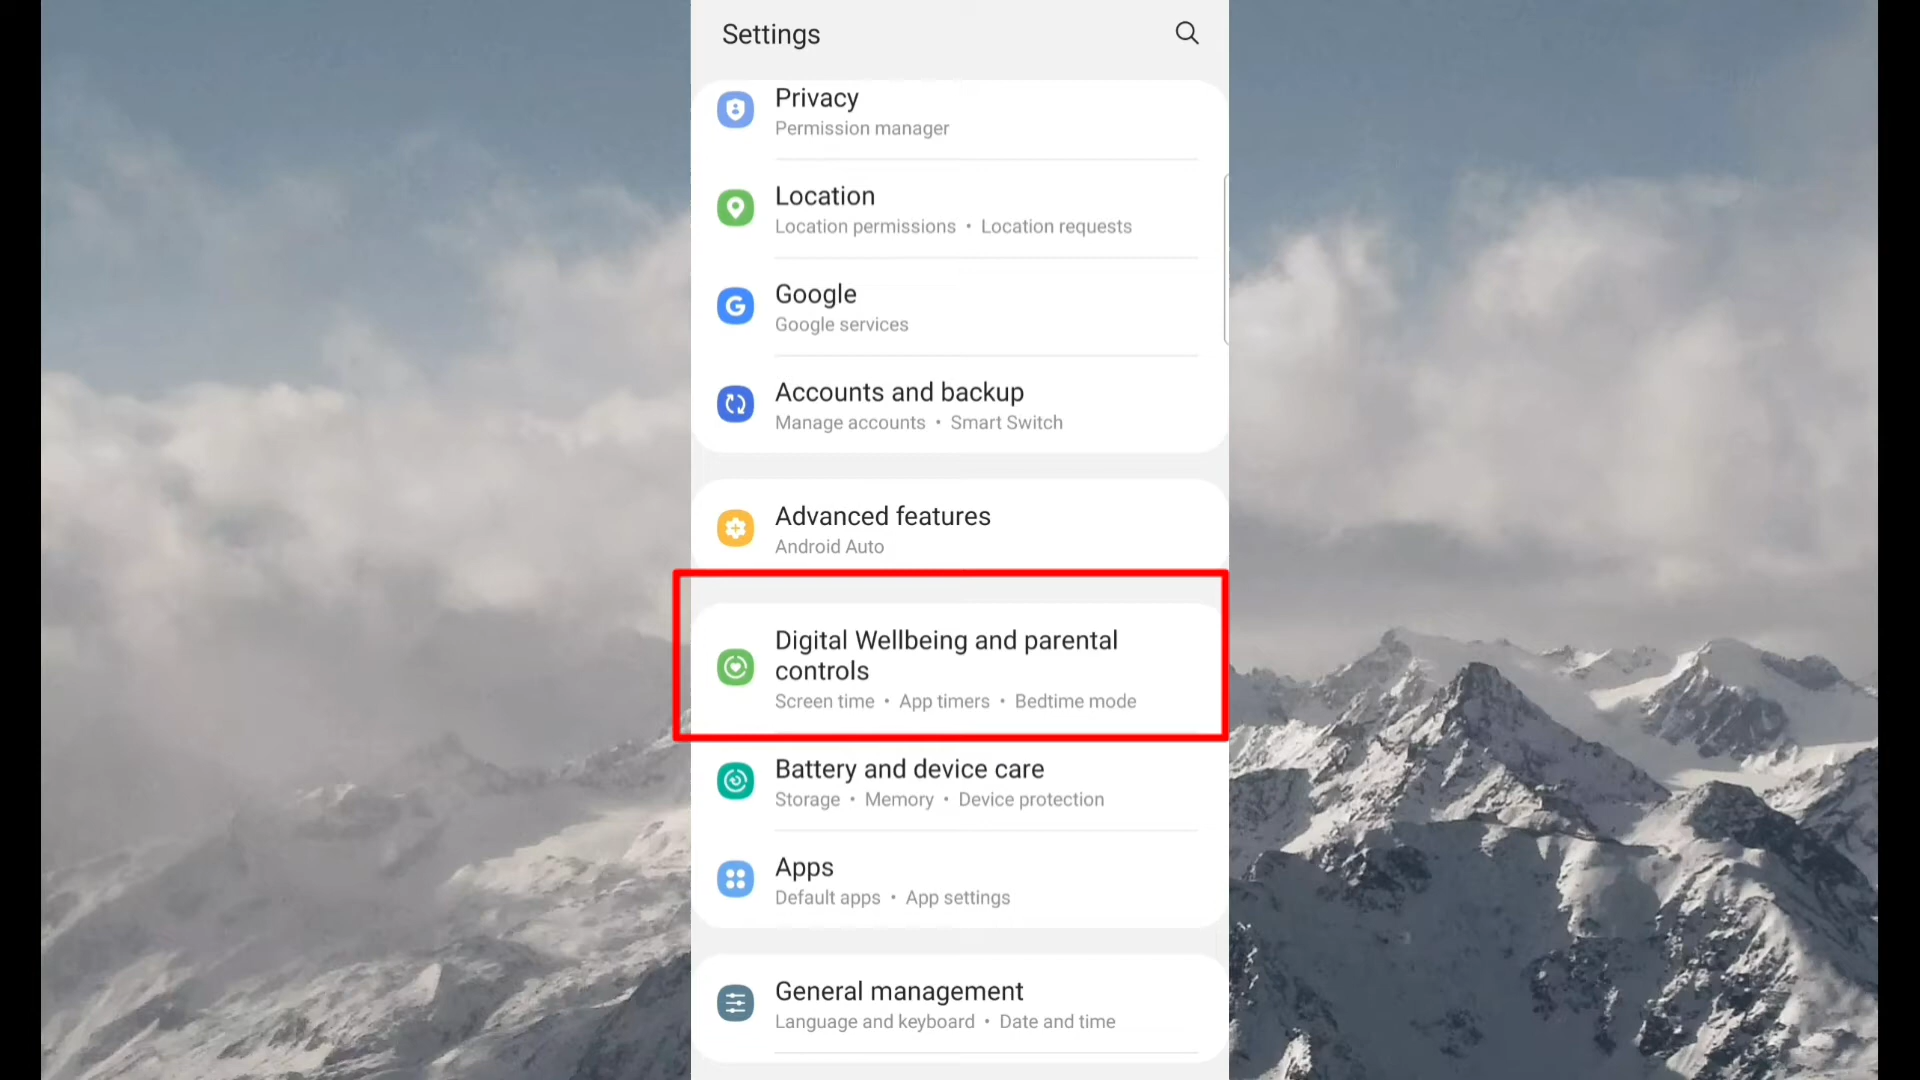 Settings
Privacy
Permission manager
Location
Location permissions • Location requests
Google
Google services
Accounts and backup
Manage accounts • Smart Switch
Advanced features
Android Auto
Digital Wellbeing and parental
controls
Screen time • App timers • Bedtime mode
Battery and device care
Storage • Memory • Device protection
Apps
Default apps • App settings
General management
Language and keyboard • Date and time